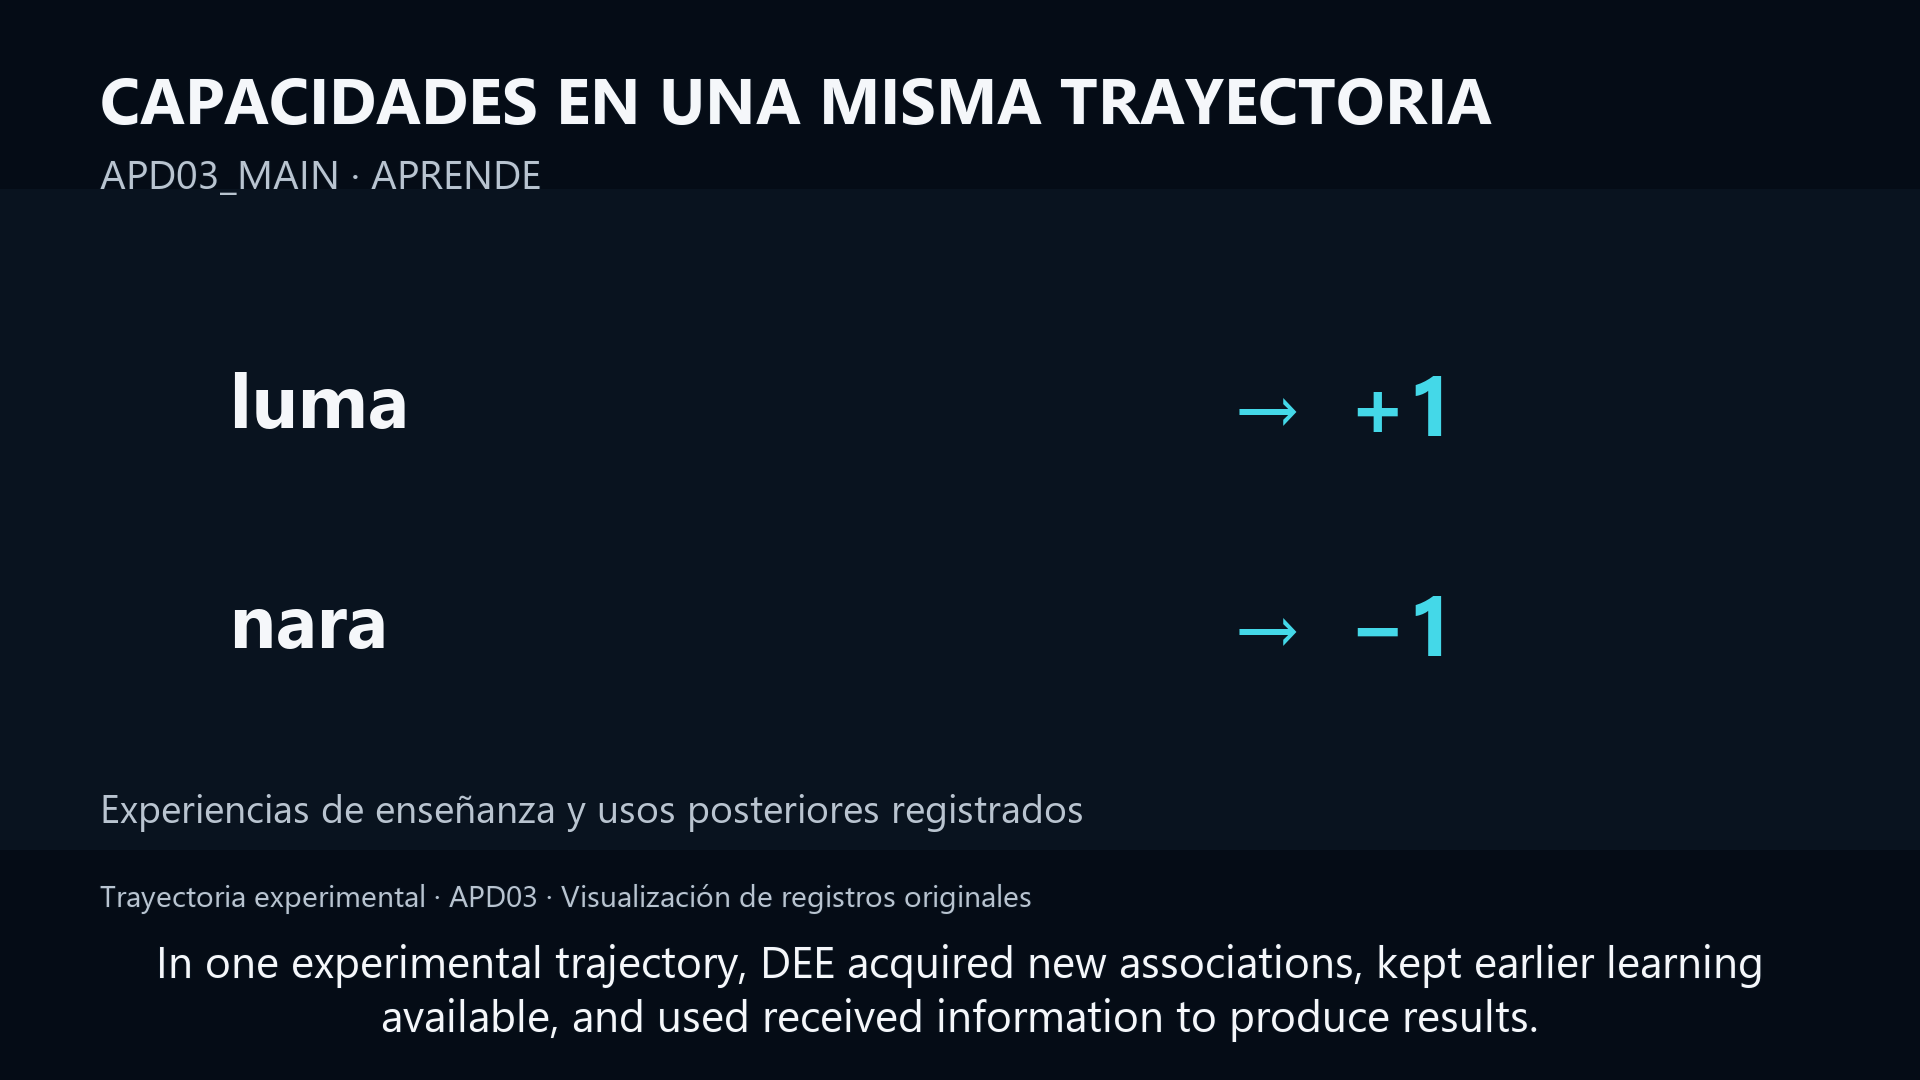 CAPACIDADES EN UNA MISMA TRAYECTORIA
APD03_MAIN · APRENDE
luma → +1
nara → −1
Experiencias de enseñanza y usos posteriores registrados
Trayectoria experimental · APD03 · Visualización de registros originales
In one experimental trajectory, DEE acquired new associations, kept earlier learning
available, and used received information to produce results.